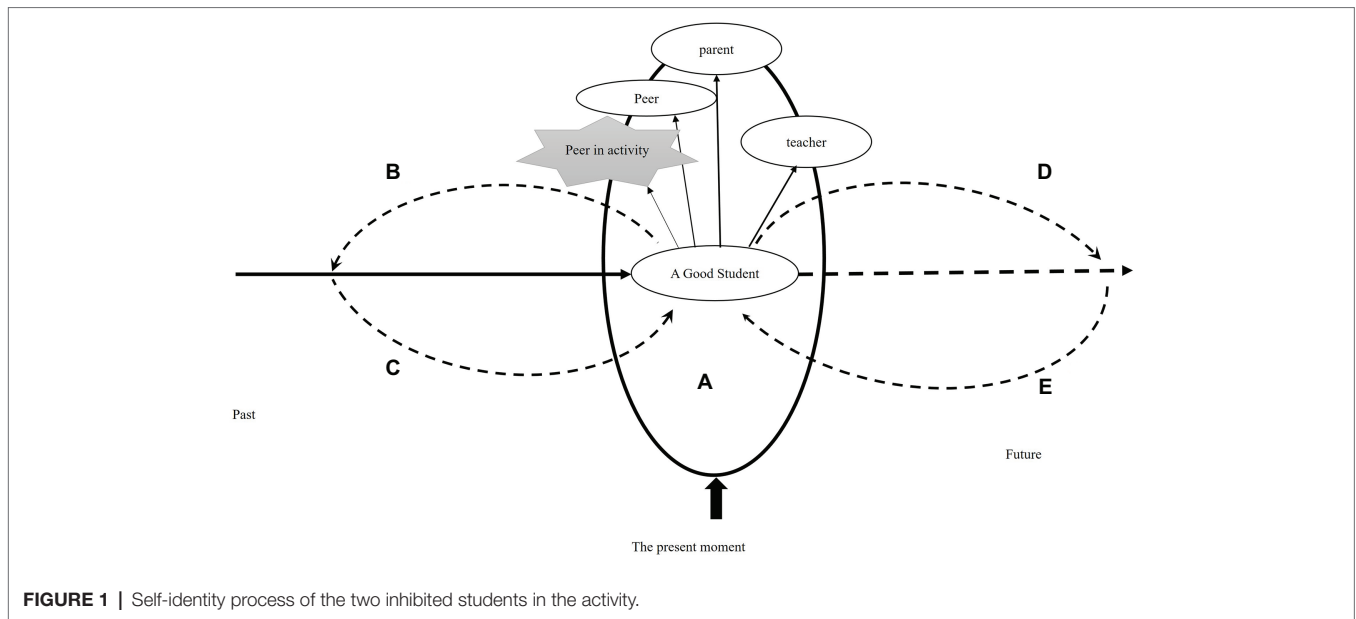 parent
Peer
teacher
Peer in activity
B
D
A Good Student
C
A
E
Past
Future
The present moment
FIGURE 1 | Self-identity process of the two inhibited students in the activity.